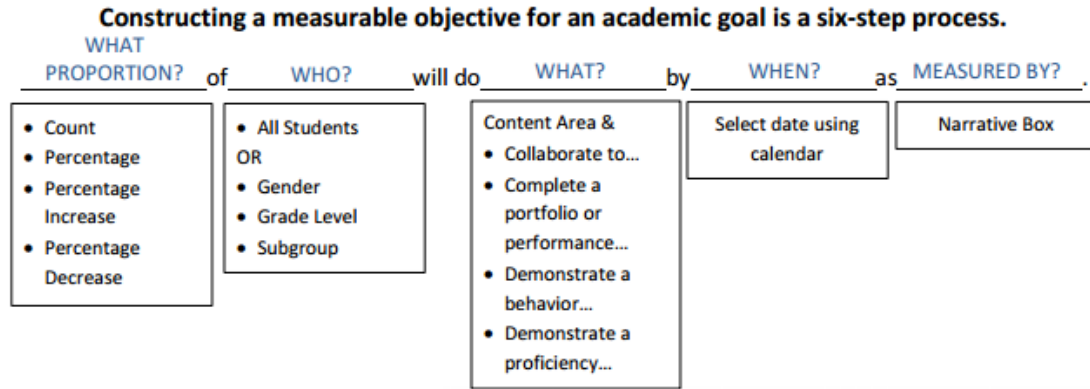 Constructing a measurable objective for an academic goal is a six-step process.
WHAT
PROPORTION? of WHO? will do WHAT? by WHEN? as MEASURED BY? .
• Count
• Percentage
• Percentage
Increase
• Percentage
Decrease
• All Students
OR
• Gender
• Grade Level
• Subgroup
Content Area &
• Collaborate to…
• Complete a
portfolio or
performance…
• Demonstrate a
behavior…
• Demonstrate a
proficiency…
Select date using
calendar
Narrative Box